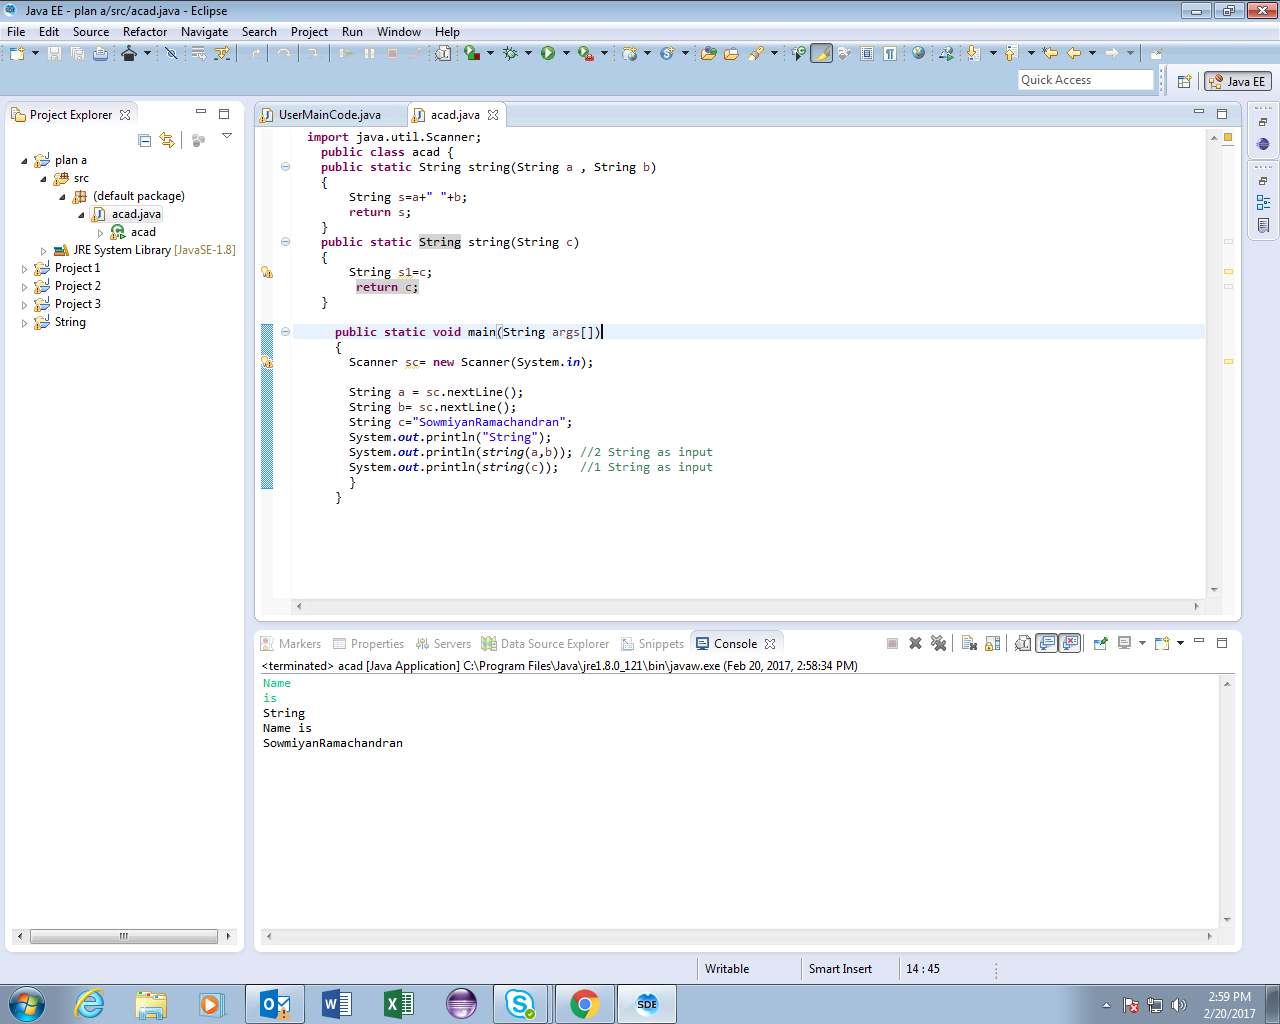 Java EE - plan a/src/acad.java - Eclipse
File Edit Source Refactor Navigate Search Project Run Window Help
Quick Access
Java EE
Project Explorer
plan a
src
(default package)
acad.java
acad
JRE System Library [JavaSE-1.8]
Project 1
Project 2
Project 3
String
UserMainCode.java
acad.java
import java.util.Scanner;
public class acad {
public static String string(String a , String b)
{
String s=a+" "+b;
return s;
}
public static String string(String c)
{
String s1=c;
return c;
}
public static void main(String args[])
{
Scanner sc= new Scanner(System.in);
String a = sc.nextLine();
String b= sc.nextLine();
String c="SowmiyanRamachandran";
System.out.println("String");
System.out.println(string(a,b)); //2 String as input
System.out.println(string(c)); //1 String as input
}
}
Markers Properties Servers Data Source Explorer Snippets Console
<terminated> acad [Java Application] C:\Program Files\Java\jre1.8.0_121\bin\javaw.exe (Feb 20, 2017, 2:58:34 PM)
Name
is
String
Name is
SowmiyanRamachandran
Writable Smart Insert 14 : 45
SDE
2:59 PM
2/20/2017